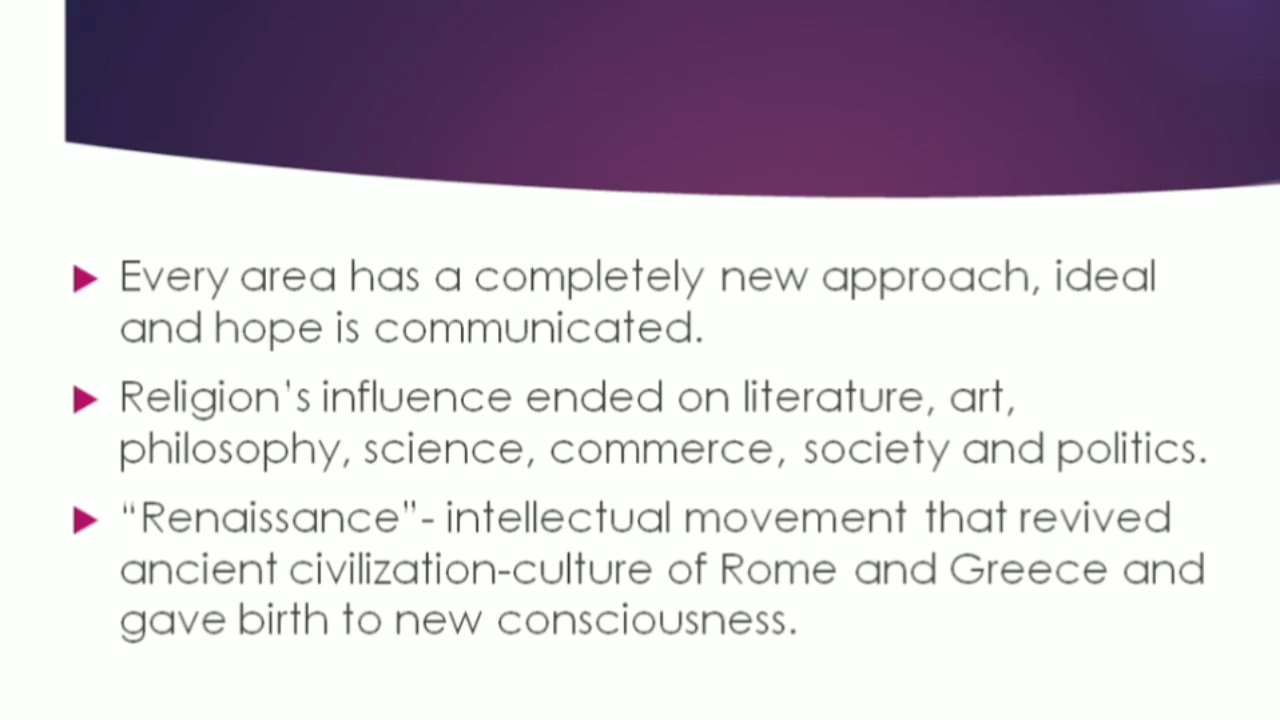 Every area has a completely new approach, ideal
and hope is communicated.
Religion's influence ended on literature, art,
philosophy, science, commerce, society and politics.
“Renaissance”- intellectual movement that revived
ancient civilization-culture of Rome and Greece and
gave birth to new consciousness.